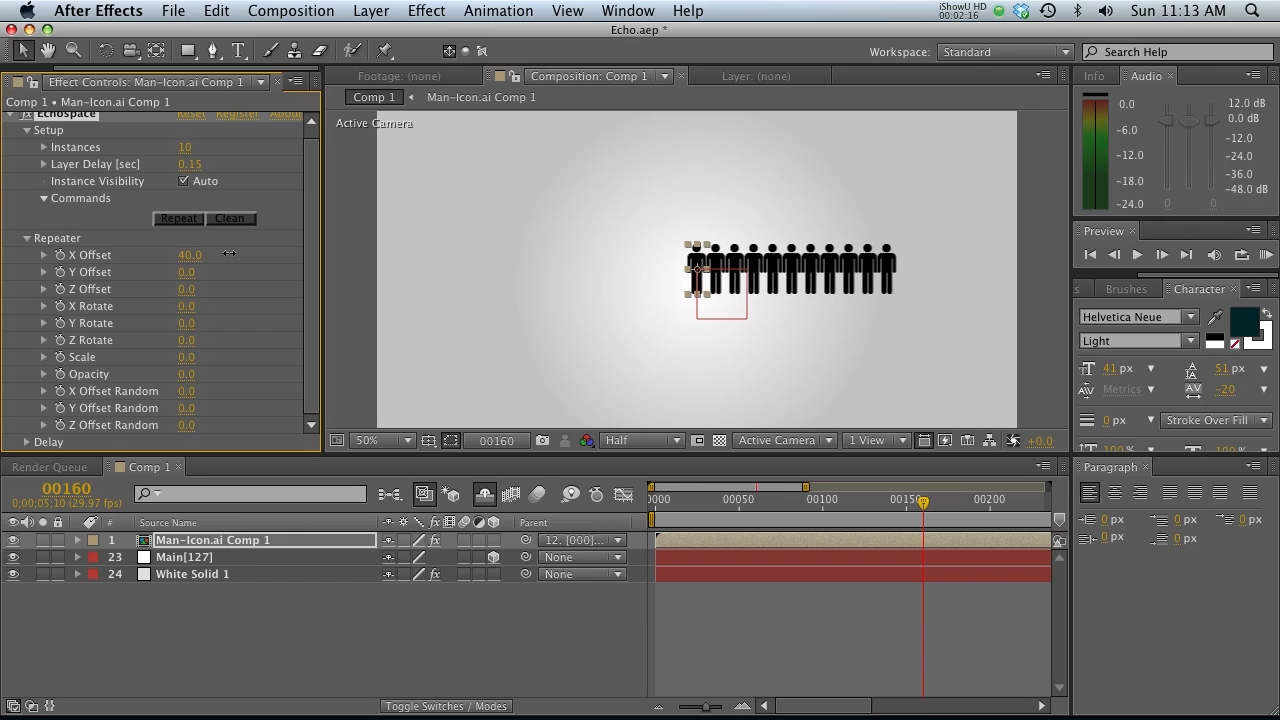 After Effects File Edit Composition Layer Effect Animation View Window Help iShowU HD 00:02:16 Sun 11:13 AM
Echo.aep *
Workspace: Standard Search Help
Effect Controls: Man-Icon.ai Comp 1
Footage: (none) Composition: Comp 1 Layer: (none)
Info Audio
Comp 1 • Man-Icon.ai Comp 1
Comp 1 Man-Icon.ai Comp 1
Echospace Reset Register About
Active Camera
Setup
Instances 10
Layer Delay [sec] 0.15
Instance Visibility Auto
Commands
Repeat Clean
Repeater
X Offset 40.0
Y Offset 0.0
Z Offset 0.0
X Rotate 0.0
Y Rotate 0.0
Z Rotate 0.0
Scale 0.0
Opacity 0.0
X Offset Random 0.0
Y Offset Random 0.0
Z Offset Random 0.0
Delay
50% 00160 Half Active Camera 1 View +0.0
0.0 12.0 dB
0.0 dB
-6.0
-12.0 dB
-12.0 -24.0
-36.0
-18.0
-48.0 dB
-24.0 0 0
Preview
Brushes Character
Helvetica Neue
Light
41 px 51 px
Metrics -20
0 px Stroke Over Fill
Render Queue Comp 1
00160
0;00;05;10 (29.97 fps)
0000 00050 00100 00150 00200
# Source Name Parent
1 Man-Icon.ai Comp 1 12. [000]...
23 Main[127] None
24 White Solid 1 None
Toggle Switches / Modes
Paragraph
0 px 0 px 0 px
0 px 0 px